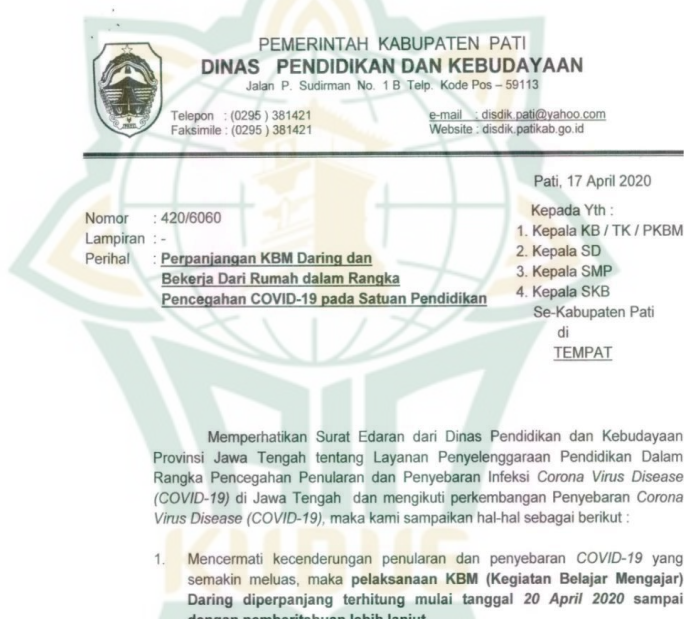 PEMERINTAH KABUPATEN PATI
DINAS PENDIDIKAN DAN KEBUDAYAAN
Jalan P. Sudirman No. 1 B Telp. Kode Pos – 59113
Telepon : (0295 ) 381421
Faksimile : (0295 ) 381421
e-mail : disdik.pati@yahoo.com
Website : disdik.patikab.go.id
Pati, 17 April 2020
Nomor : 420/6060
Lampiran : -
Perihal : Perpanjangan KBM Daring dan
Bekerja Dari Rumah dalam Rangka
Pencegahan COVID-19 pada Satuan Pendidikan
Kepada Yth :
1. Kepala KB / TK / PKBM
2. Kepala SD
3. Kepala SMP
4. Kepala SKB
Se-Kabupaten Pati
di
TEMPAT
Memperhatikan Surat Edaran dari Dinas Pendidikan dan Kebudayaan
Provinsi Jawa Tengah tentang Layanan Penyelenggaraan Pendidikan Dalam
Rangka Pencegahan Penularan dan Penyebaran Infeksi Corona Virus Disease
(COVID-19) di Jawa Tengah dan mengikuti perkembangan Penyebaran Corona
Virus Disease (COVID-19), maka kami sampaikan hal-hal sebagai berikut :
1. Mencermati kecenderungan penularan dan penyebaran COVID-19 yang
semakin meluas, maka pelaksanaan KBM (Kegiatan Belajar Mengajar)
Daring diperpanjang terhitung mulai tanggal 20 April 2020 sampai
dengan pemberitahuan lebih lanjut
KUDUS